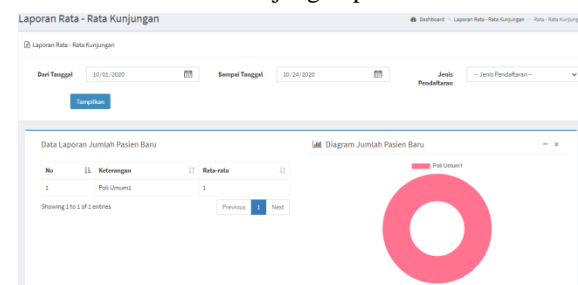 Laporan Rata - Rata Kunjungan
Dashboard - Laporan Rata - Rata Kunjungan - Rata - Rata Kunjung
Laporan Rata - Rata Kunjungan
Dari Tanggal 10/01/2020 Sampai Tanggal 10/24/2020 Jenis Pendaftaran -- Jenis Pendaftaran --
Tampilkan
Data Laporan Jumlah Pasien Baru
No Keterangan Rata-rata
1 Poli Umum1 1
Showing 1 to 1 of 1 entries Previous 1 Next
Diagram Jumlah Pasien Baru
Poli Umum1